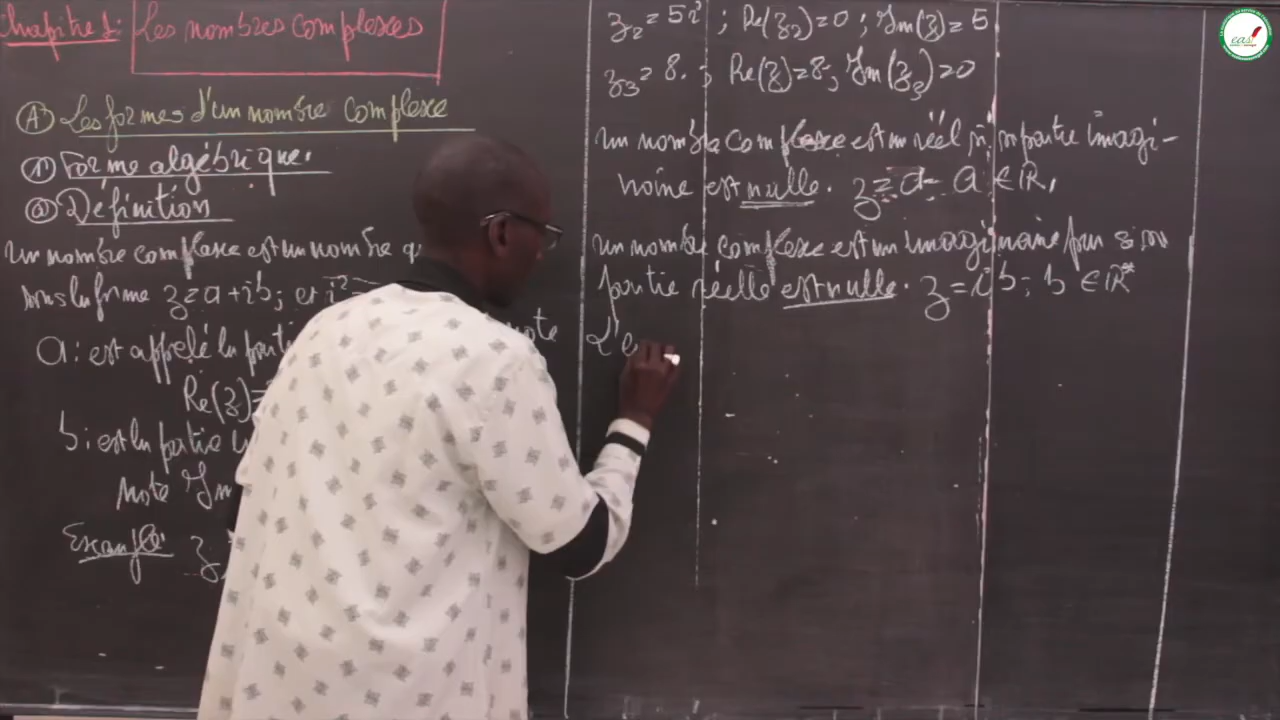 Chapitre 1: Les nombres complexes
A) Les formes d'un nombre complexe
1) Forme algébrique.
a) Définition
Un nombre complexe est un nombre q
sous la forme z = a + ib; et i² =
a: est appelé la parti
note
Re(z) =
b: est la partie
note Im
Exemple z
z₂ = 5i ; Re(z₂) = 0 ; Im(z) = 5
z₃ = 8. ; Re(z) = 8 ; Im(z₃) = 0
Un nombre complexe est un réel si sa partie imagi-
naire est nulle. z = a - a ∈ ℝ.
Un nombre complexe est un imaginaire pur si sa
partie réelle est nulle. z = ib; b ∈ ℝ*
L'e
eas!